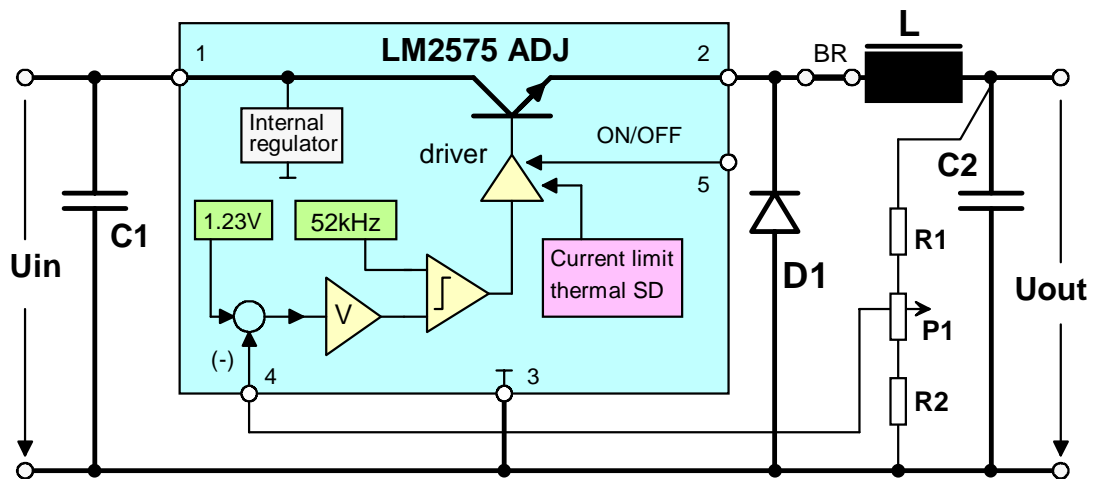 L
1
LM2575 ADJ
2
BR
Internal
regulator
driver
ON/OFF
5
C2
C1
1.23V
52kHz
R1
Uin
Current limit
thermal SD
D1
Uout
V
P1
(-)
4
3
R2